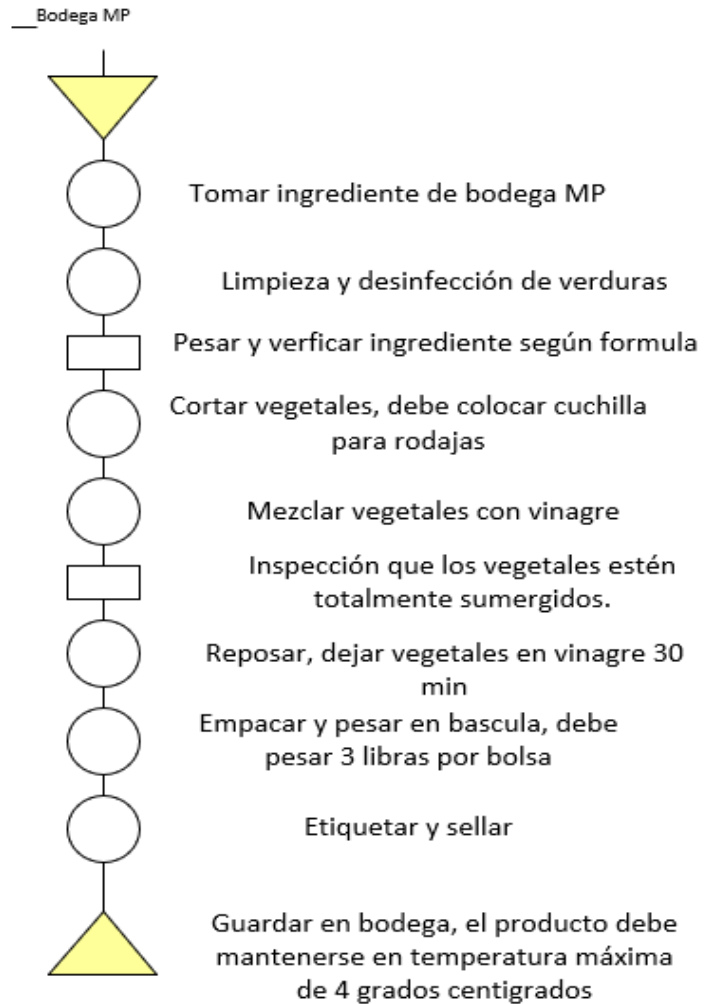 __Bodega MP
Tomar ingrediente de bodega MP
Limpieza y desinfección de verduras
Pesar y verficar ingrediente según formula
Cortar vegetales, debe colocar cuchilla
para rodajas
Mezclar vegetales con vinagre
Inspección que los vegetales estén
totalmente sumergidos.
Reposar, dejar vegetales en vinagre 30
min
Empacar y pesar en bascula, debe
pesar 3 libras por bolsa
Etiquetar y sellar
Guardar en bodega, el producto debe
mantenerse en temperatura máxima
de 4 grados centigrados